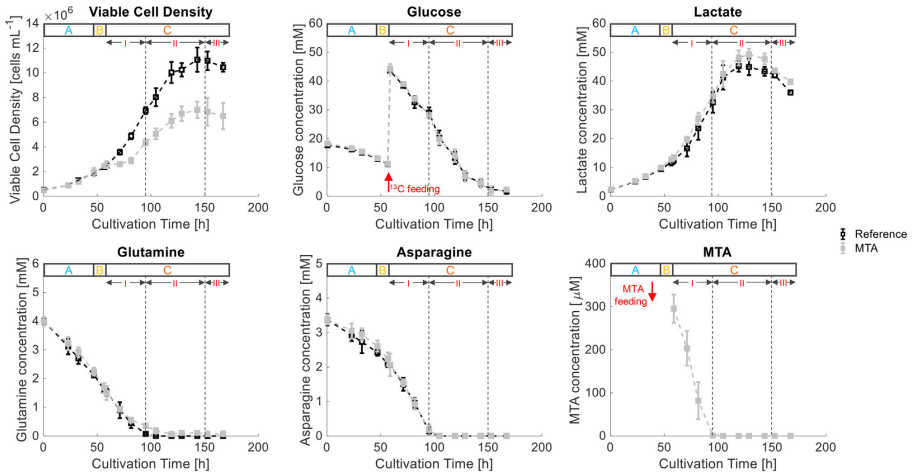 Viable Cell Density
×10⁶
A B C
I II III
14
12
10
8
6
4
2
0
Viable Cell Density [cells mL⁻¹]
0 50 100 150 200
Cultivation Time [h]
Glucose
A B C
I II III
60
50
40
30
20
10
0
Glucose concentration [mM]
¹³C feeding
0 50 100 150 200
Cultivation Time [h]
Lactate
A B C
I II III
60
50
40
30
20
10
0
Lactate concentration [mM]
0 50 100 150 200
Cultivation Time [h]
Reference
MTA
Glutamine
A B C
I II III
6
5
4
3
2
1
0
Glutamine concentration [mM]
0 50 100 150 200
Cultivation Time [h]
Asparagine
A B C
I II III
5
4
3
2
1
0
Asparagine concentration [mM]
0 50 100 150 200
Cultivation Time [h]
MTA
A B C
I II III
MTA
feeding
400
300
200
100
0
MTA concentration [ μM]
0 50 100 150 200
Cultivation Time [h]